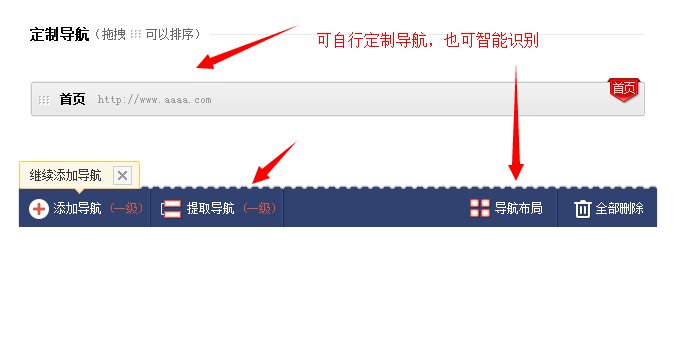 定制导航（拖拽 可以排序）
可自行定制导航，也可智能识别
首页 http://www.aaaa.com
首页
继续添加导航
添加导航（一级） 提取导航（一级） 导航布局 全部删除